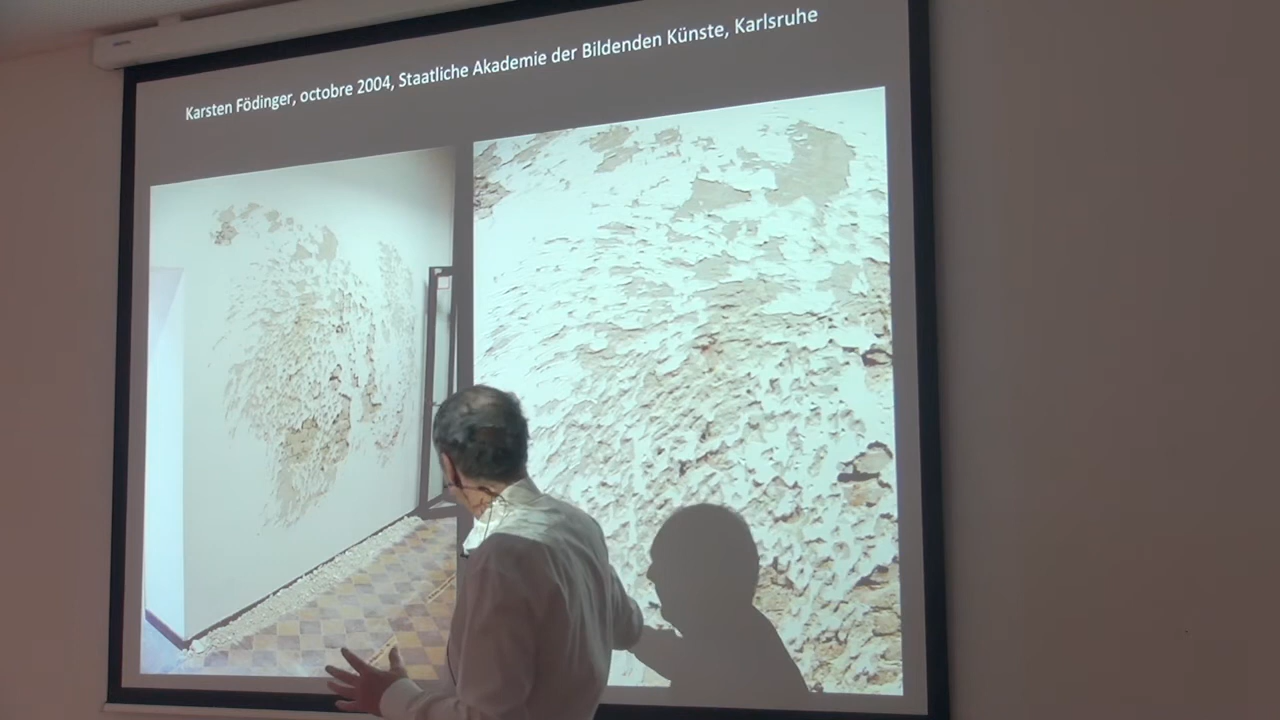 Karsten Födinger, octobre 2004, Staatliche Akademie der Bildenden Künste, Karlsruhe